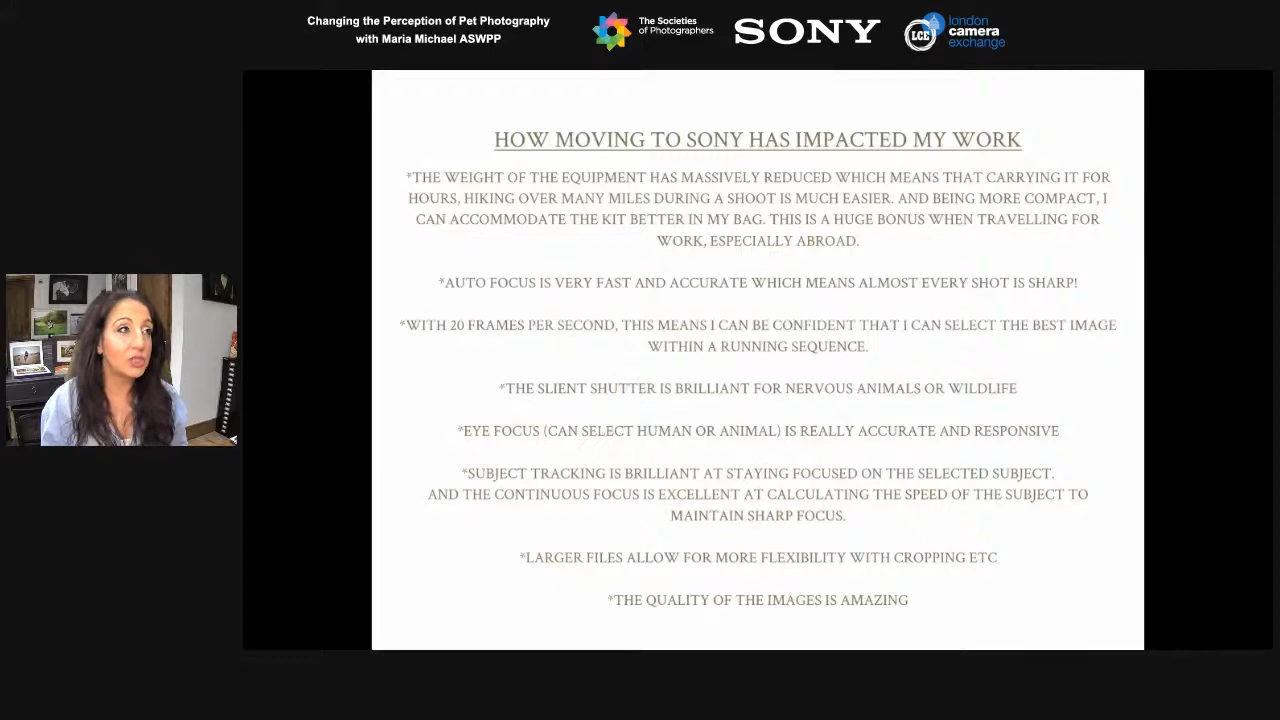 Changing the Perception of Pet Photography
with Maria Michael ASWPP
The Societies
of Photographers
SONY
LCE
london
camera
exchange
HOW MOVING TO SONY HAS IMPACTED MY WORK
*THE WEIGHT OF THE EQUIPMENT HAS MASSIVELY REDUCED WHICH MEANS THAT CARRYING IT FOR
HOURS, HIKING OVER MANY MILES DURING A SHOOT IS MUCH EASIER. AND BEING MORE COMPACT, I
CAN ACCOMMODATE THE KIT BETTER IN MY BAG. THIS IS A HUGE BONUS WHEN TRAVELLING FOR
WORK, ESPECIALLY ABROAD.
*AUTO FOCUS IS VERY FAST AND ACCURATE WHICH MEANS ALMOST EVERY SHOT IS SHARP!
*WITH 20 FRAMES PER SECOND, THIS MEANS I CAN BE CONFIDENT THAT I CAN SELECT THE BEST IMAGE
WITHIN A RUNNING SEQUENCE.
*THE SLIENT SHUTTER IS BRILLIANT FOR NERVOUS ANIMALS OR WILDLIFE
*EYE FOCUS (CAN SELECT HUMAN OR ANIMAL) IS REALLY ACCURATE AND RESPONSIVE
*SUBJECT TRACKING IS BRILLIANT AT STAYING FOCUSED ON THE SELECTED SUBJECT.
AND THE CONTINUOUS FOCUS IS EXCELLENT AT CALCULATING THE SPEED OF THE SUBJECT TO
MAINTAIN SHARP FOCUS.
*LARGER FILES ALLOW FOR MORE FLEXIBILITY WITH CROPPING ETC
*THE QUALITY OF THE IMAGES IS AMAZING